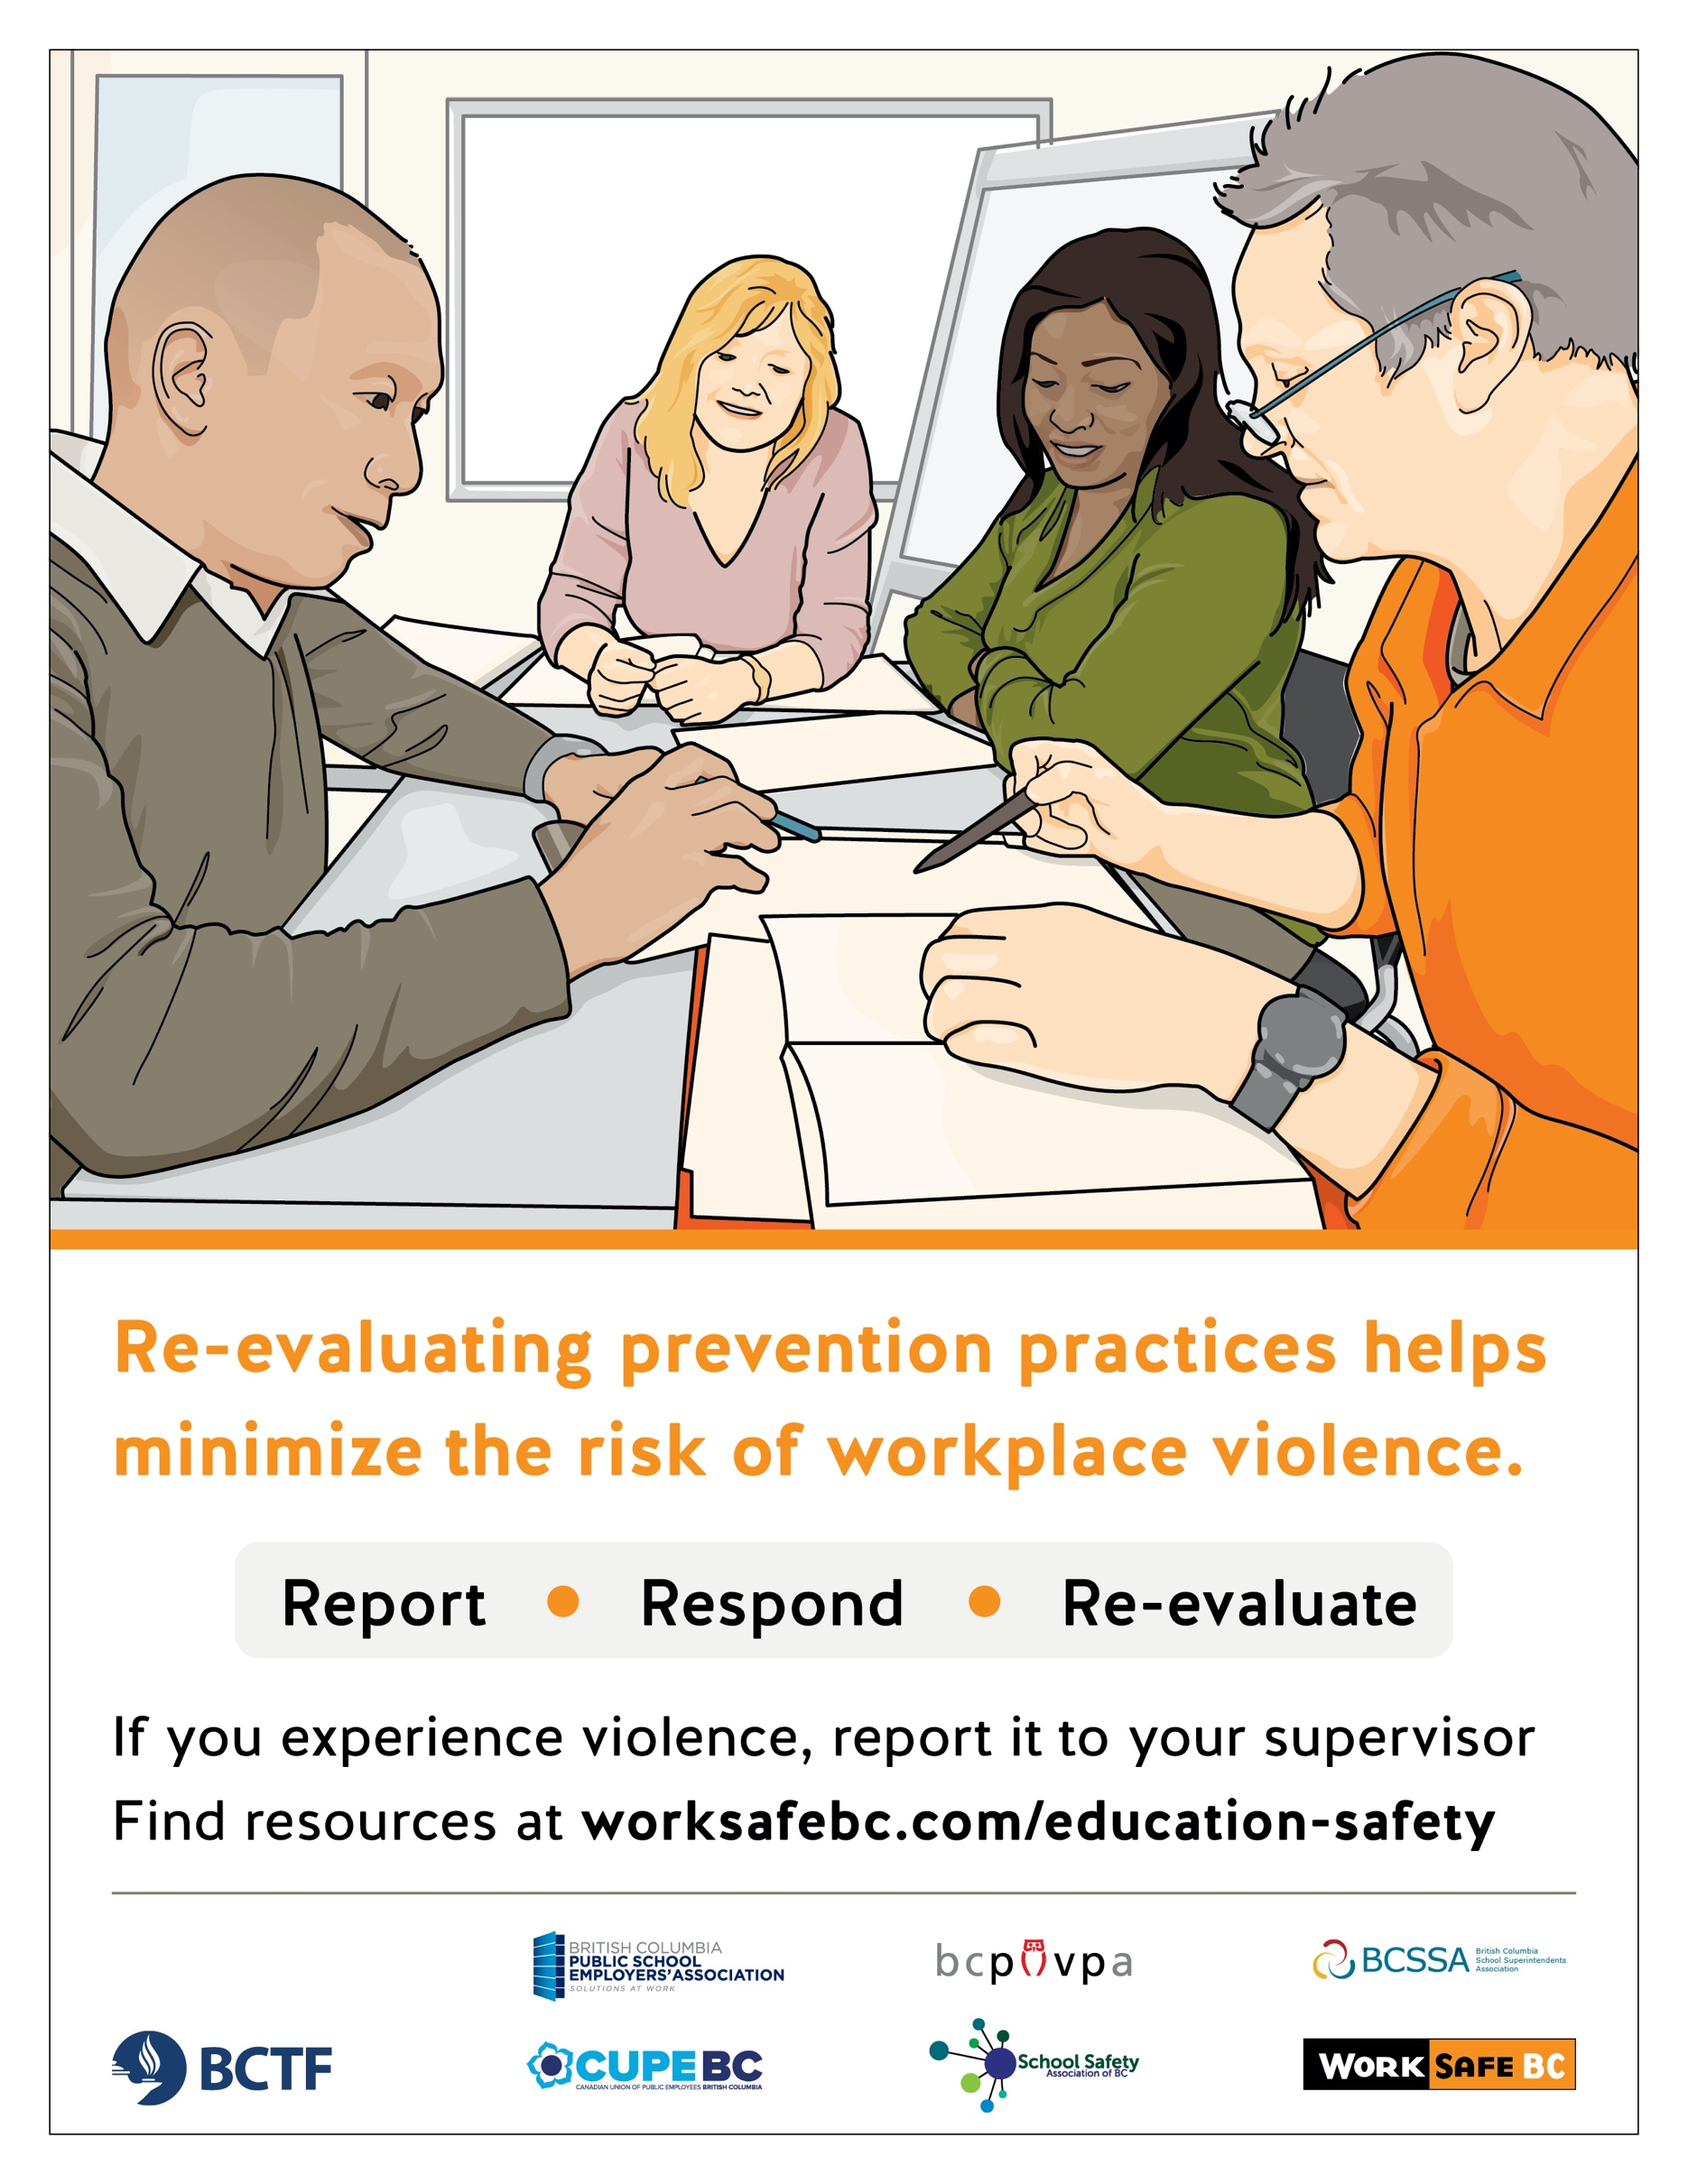 Re-evaluating prevention practices helps
minimize the risk of workplace violence.
Report • Respond • Re-evaluate
If you experience violence, report it to your supervisor
Find resources at worksafebc.com/education-safety
BRITISH COLUMBIA
PUBLIC SCHOOL
EMPLOYERS' ASSOCIATION
SOLUTIONS AT WORK
bcpvpa
BCSSA
British Columbia
School Superintendents
Association
BCTF
CUPE BC
CANADIAN UNION OF PUBLIC EMPLOYEES BRITISH COLUMBIA
School Safety
Association of BC
WORK SAFE BC